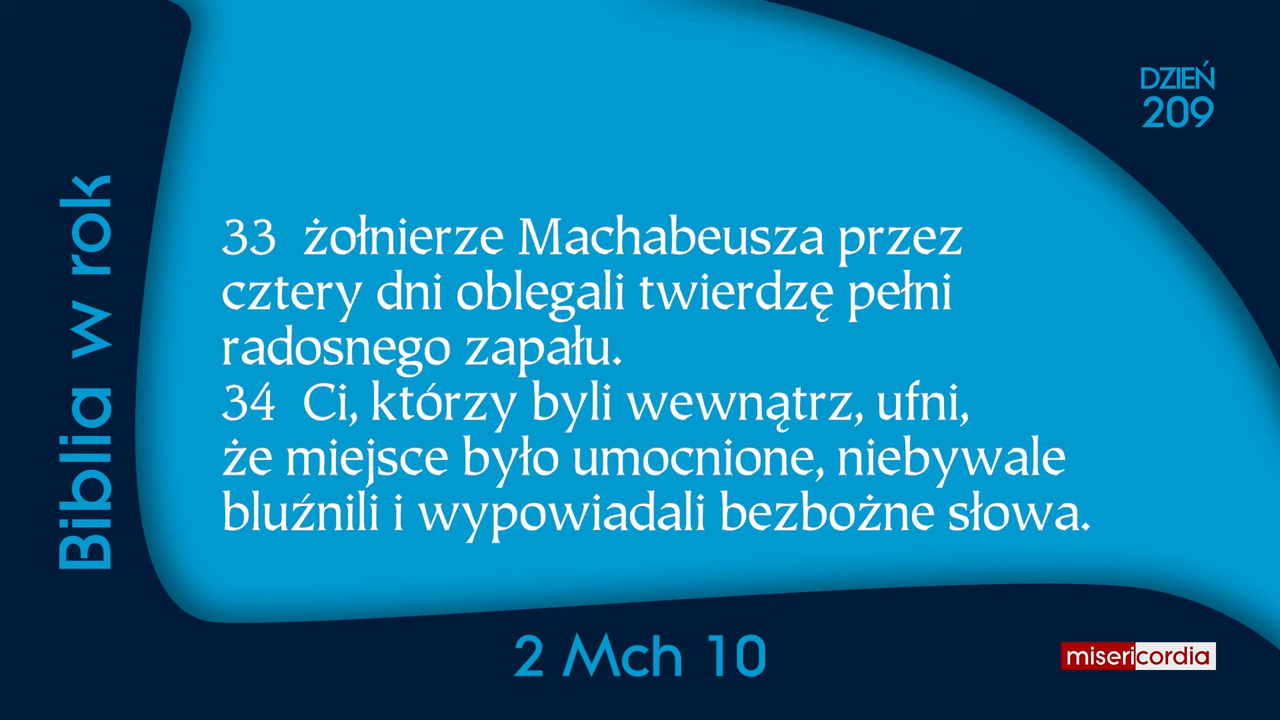 DZIEŃ
209
Biblia w rok
33 żołnierze Machabeusza przez
cztery dni oblegali twierdzę pełni
radosnego zapału.
34 Ci, którzy byli wewnątrz, ufni,
że miejsce było umocnione, niebywale
bluźnili i wypowiadali bezbożne słowa.
2 Mch 10
misericordia